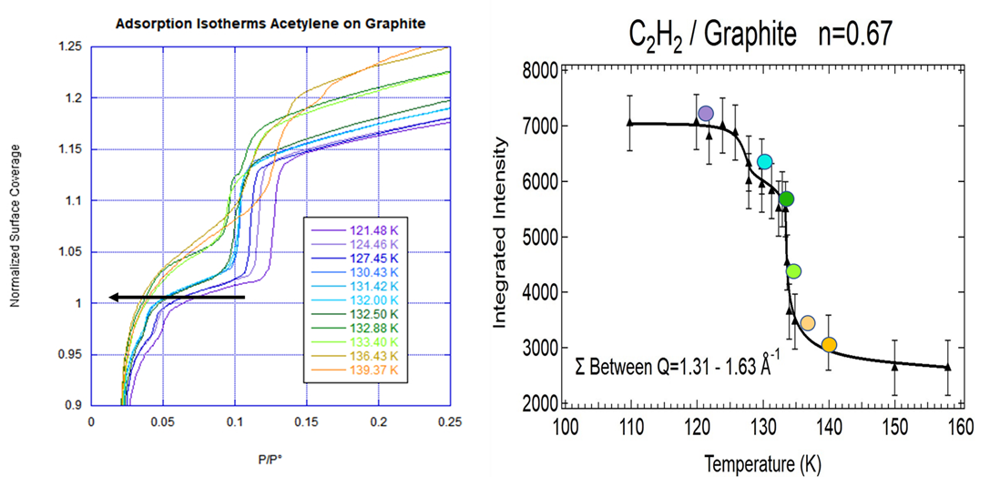 Adsorption Isotherms Acetylene on Graphite
Normalized Surface Coverage
1.25
1.2
1.15
1.1
1.05
1
0.95
0.9
0
0.05
0.1
0.15
0.2
0.25
P/P°
121.48 K
124.46 K
127.45 K
130.43 K
131.42 K
132.00 K
132.50 K
132.88 K
133.40 K
136.43 K
139.37 K
C₂H₂ / Graphite n=0.67
Integrated Intensity
8000
7000
6000
5000
4000
3000
2000
Σ Between Q=1.31 - 1.63 Å⁻¹
100
110
120
130
140
150
160
Temperature (K)